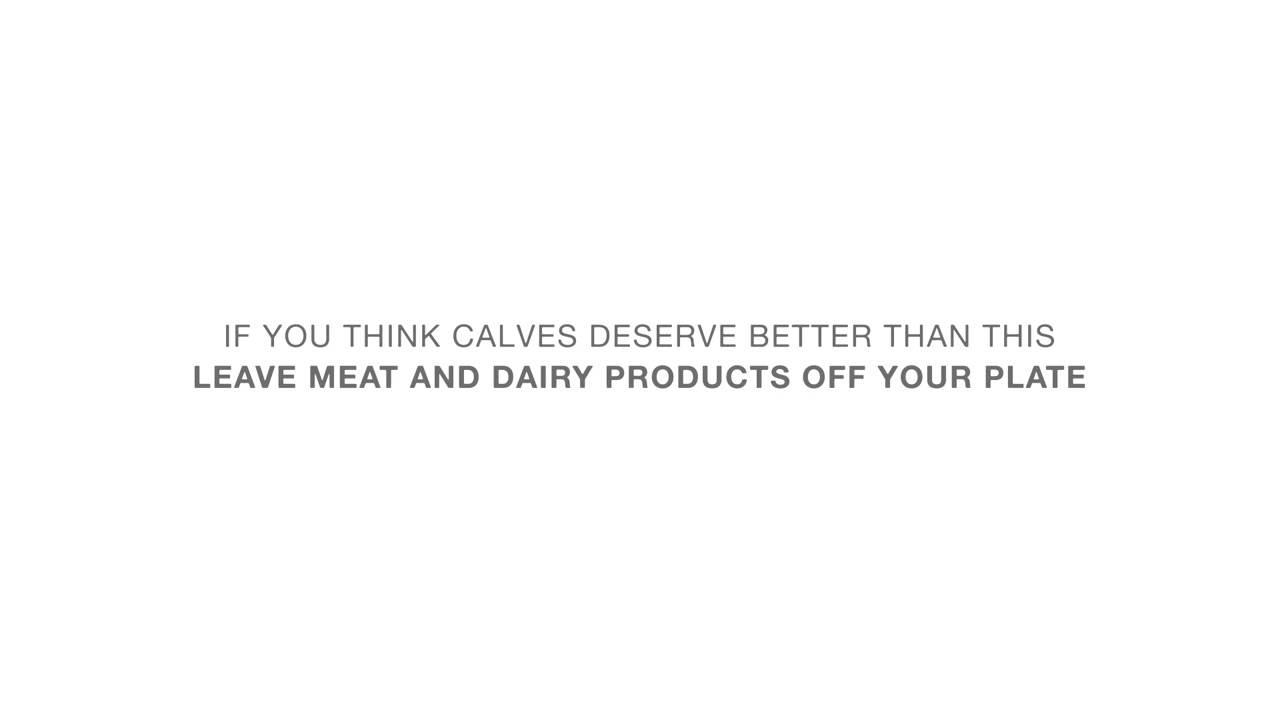 IF YOU THINK CALVES DESERVE BETTER THAN THIS
LEAVE MEAT AND DAIRY PRODUCTS OFF YOUR PLATE